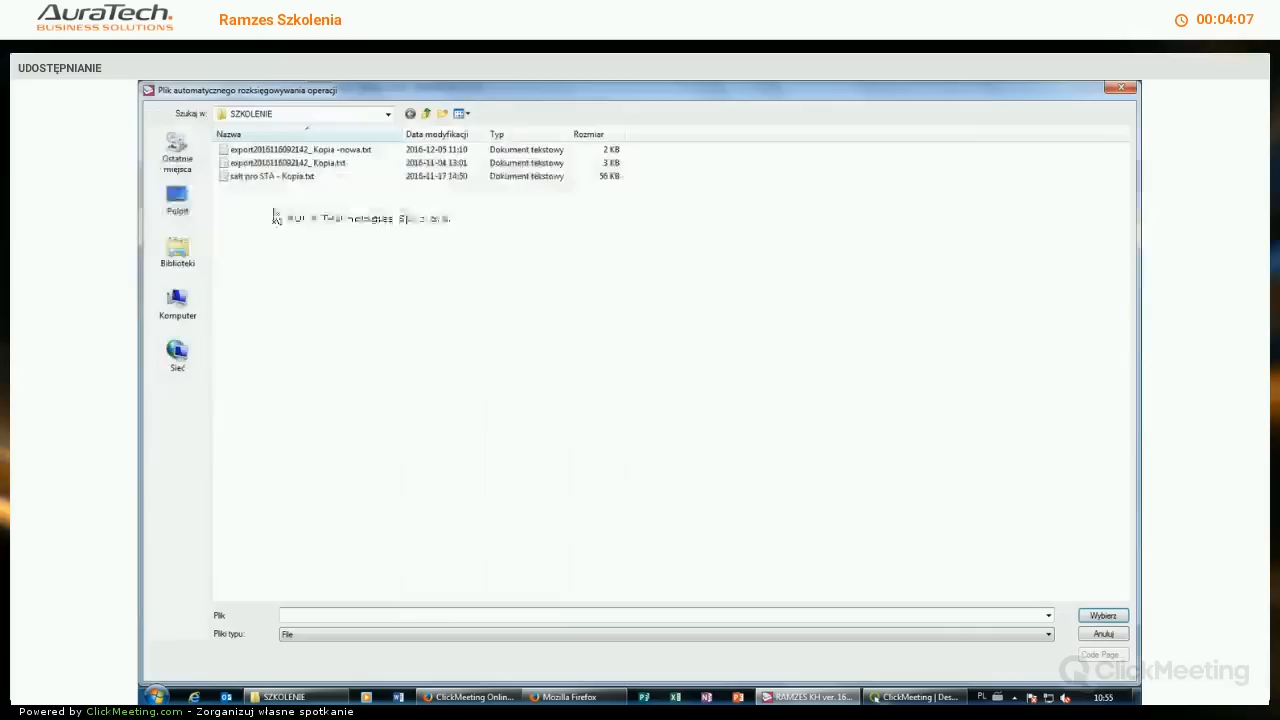 AuraTech.
BUSINESS SOLUTIONS
Ramzes Szkolenia
00:04:07
UDOSTĘPNIANIE
Plik automatycznego rozksięgowywania operacji
Szukaj w: SZKOLENIE
Nazwa Data modyfikacji Typ Rozmiar
export2016116092142_ Kopia -nowa.txt 2016-12-05 11:10 Dokument tekstowy 2 KB
export2016116092142_ Kopia.txt 2016-11-04 13:01 Dokument tekstowy 3 KB
salt pro STA - Kopia.txt 2016-11-17 14:50 Dokument tekstowy 56 KB
Ostatnie miejsca
Pulpit
Biblioteki
Komputer
Sieć
Plik Wybierz
Pliki typu: File Anuluj
Code Page...
ClickMeeting
SZKOLENIE ClickMeeting Onlin... Mozilla Firefox RAMZES KH ver. 16... ClickMeeting | Des... PL 10:55
Powered by ClickMeeting.com - Zorganizuj własne spotkanie